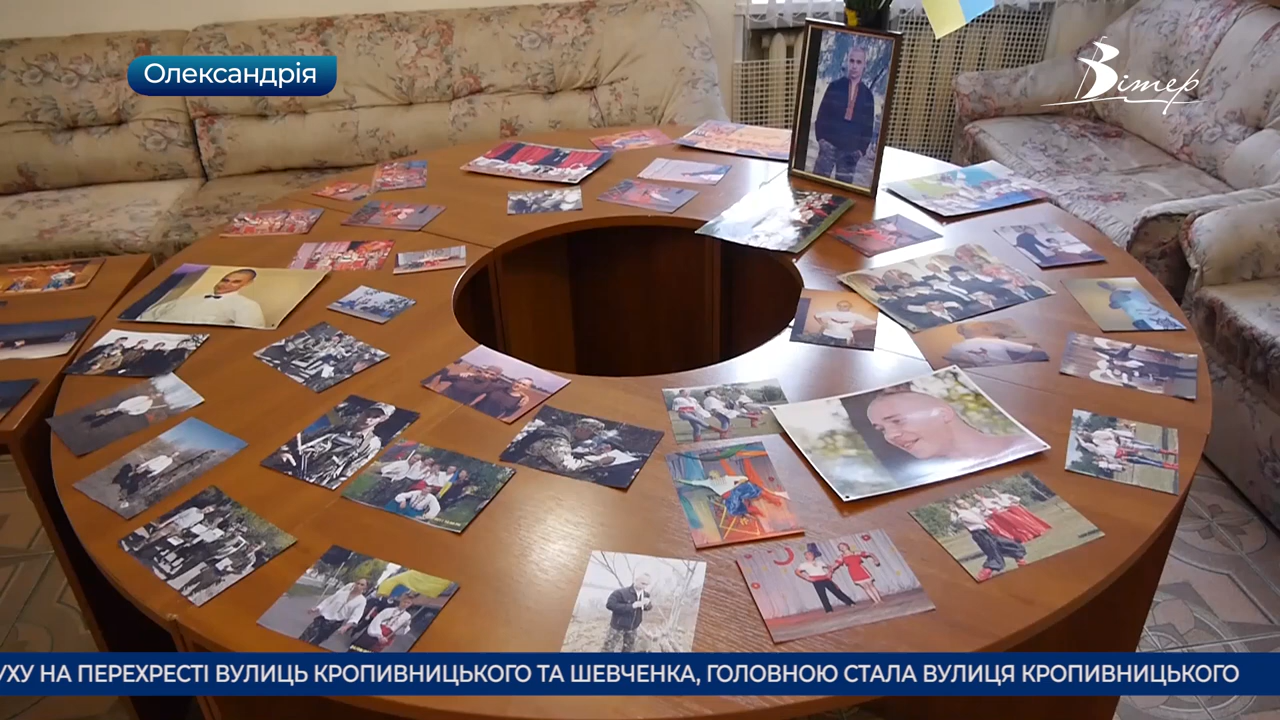 Олександрія
Вітер
УХУ НА ПЕРЕХРЕСТІ ВУЛИЦЬ КРОПИВНИЦЬКОГО ТА ШЕВЧЕНКА, ГОЛОВНОЮ СТАЛА ВУЛИЦЯ КРОПИВНИЦЬКОГО